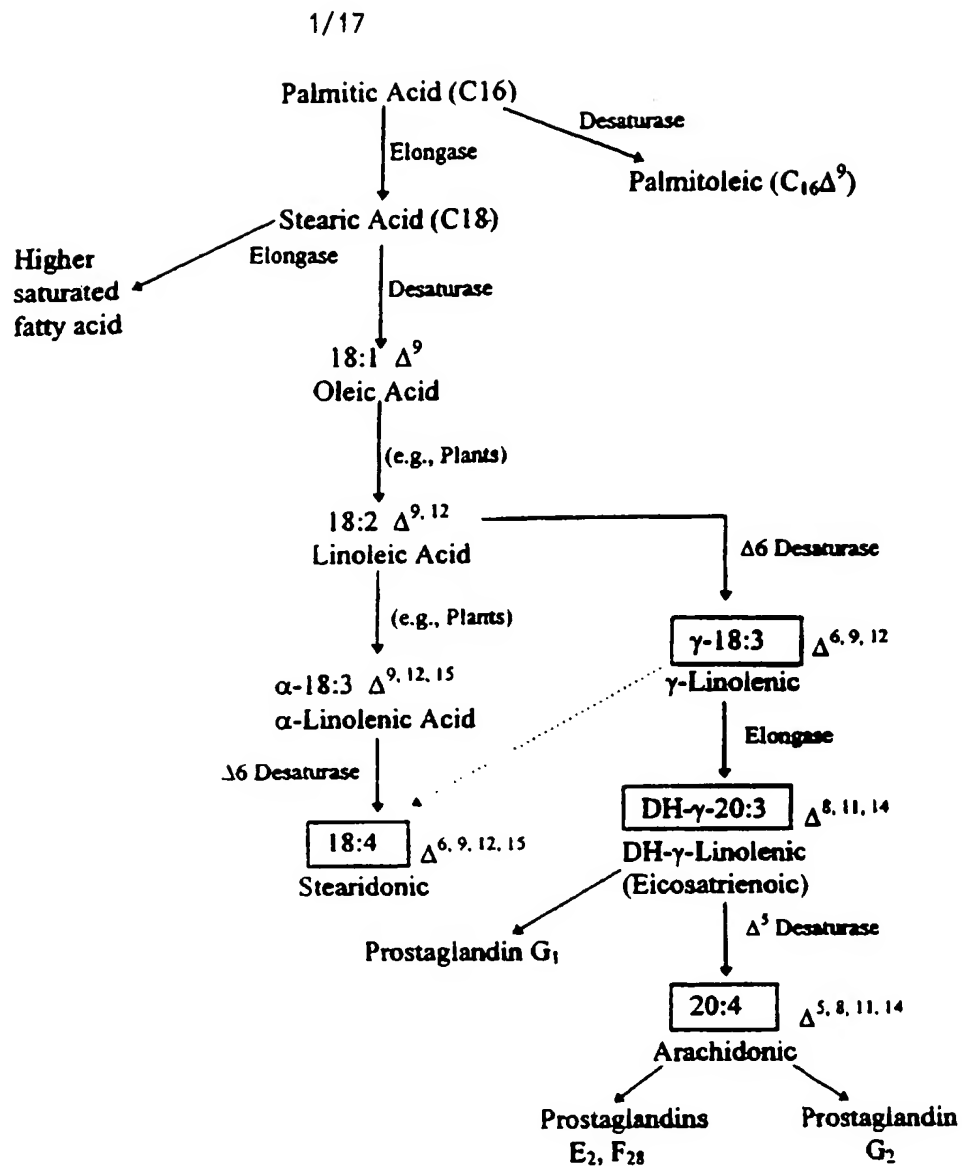 1/17
Palmitic Acid (C16)
Desaturase
Elongase
Palmitoleic (C₁₆Δ⁹)
Stearic Acid (C18)
Elongase
Higher
saturated
fatty acid
Desaturase
18:1 Δ⁹
Oleic Acid
(e.g., Plants)
18:2 Δ⁹, ¹²
Linoleic Acid
Δ6 Desaturase
(e.g., Plants)
γ-18:3 Δ⁶, ⁹, ¹²
γ-Linolenic
α-18:3 Δ⁹, ¹², ¹⁵
α-Linolenic Acid
Elongase
Δ6 Desaturase
DH-γ-20:3 Δ⁸, ¹¹, ¹⁴
DH-γ-Linolenic
(Eicosatrienoic)
18:4 Δ⁶, ⁹, ¹², ¹⁵
Stearidonic
Δ⁵ Desaturase
Prostaglandin G₁
20:4 Δ⁵, ⁸, ¹¹, ¹⁴
Arachidonic
Prostaglandins
E₂, F₂₈
Prostaglandin
G₂